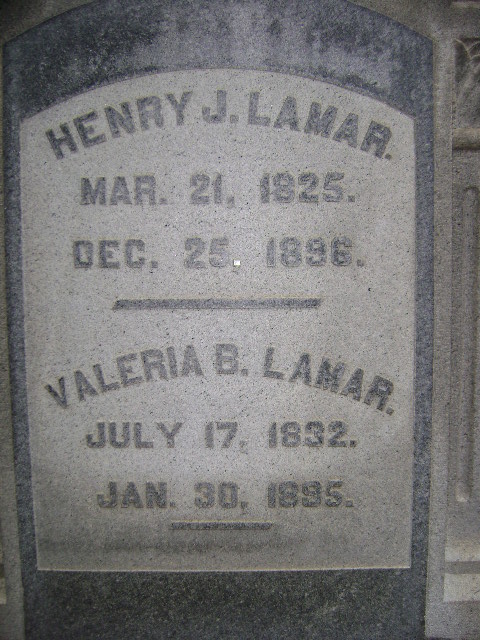 HENRY J. LAMAR.
MAR. 21, 1825.
DEC. 25, 1896.
VALERIA B. LAMAR.
JULY 17, 1832.
JAN. 30, 1895.